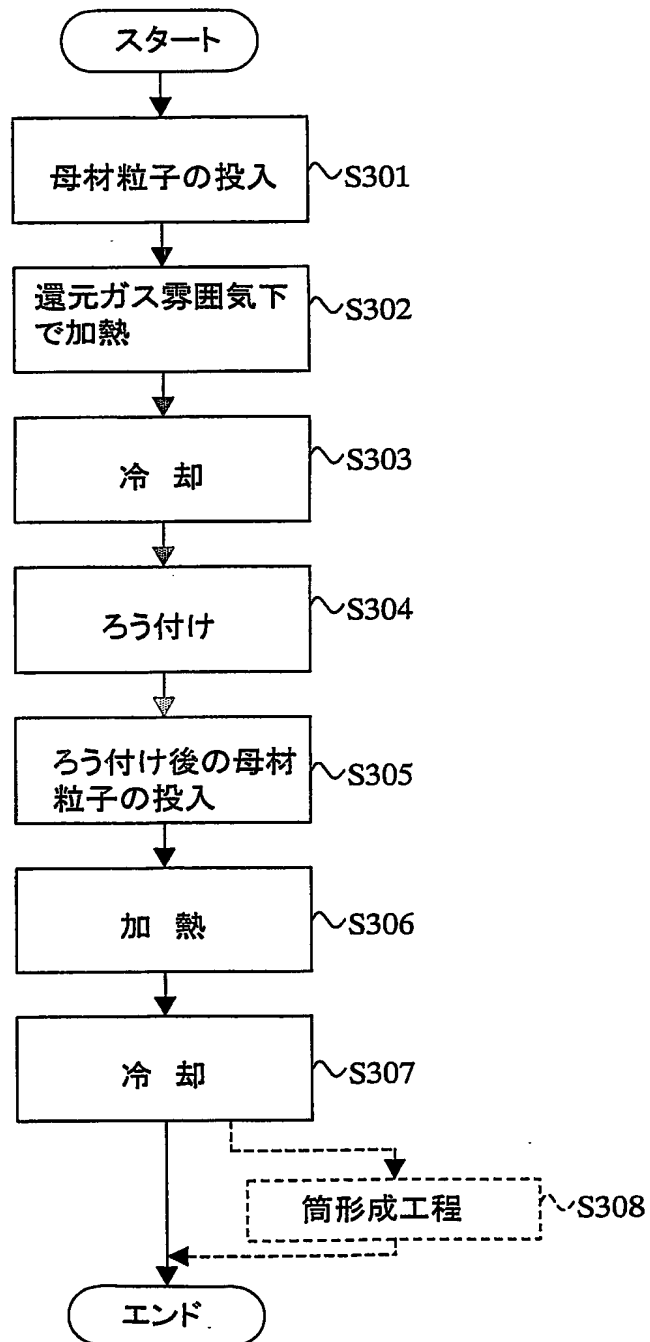 スタート
母材粒子の投入
S301
還元ガス雰囲気下
で加熱
S302
冷 却
S303
ろう付け
S304
ろう付け後の母材
粒子の投入
S305
加 熱
S306
冷 却
S307
筒形成工程
S308
エンド